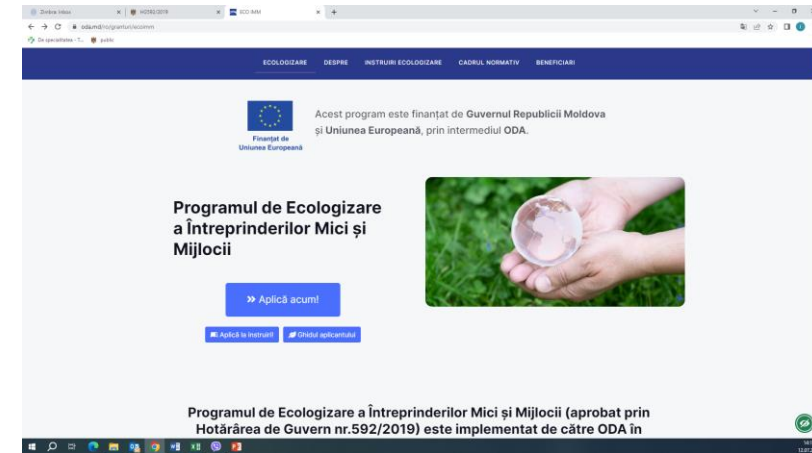 Zimbra: Inbox
HG592/2019
ECO IMM
oda.md/ro/granturi/ecoimm
public
ECOLOGIZARE
DESPRE
INSTRUIRI ECOLOGIZARE
CADRUL NORMATIV
BENEFICIARI
Finanțat de
Uniunea Europeană
Acest program este finanțat de Guvernul Republicii Moldova
și Uniunea Europeană, prin intermediul ODA.
Programul de Ecologizare
a Întreprinderilor Mici și
Mijlocii
Aplică acum!
Aplică la instruiri!
Ghidul aplicantului
Programul de Ecologizare a Întreprinderilor Mici și Mijlocii (aprobat prin
Hotărârea de Guvern nr.592/2019) este implementat de către ODA în